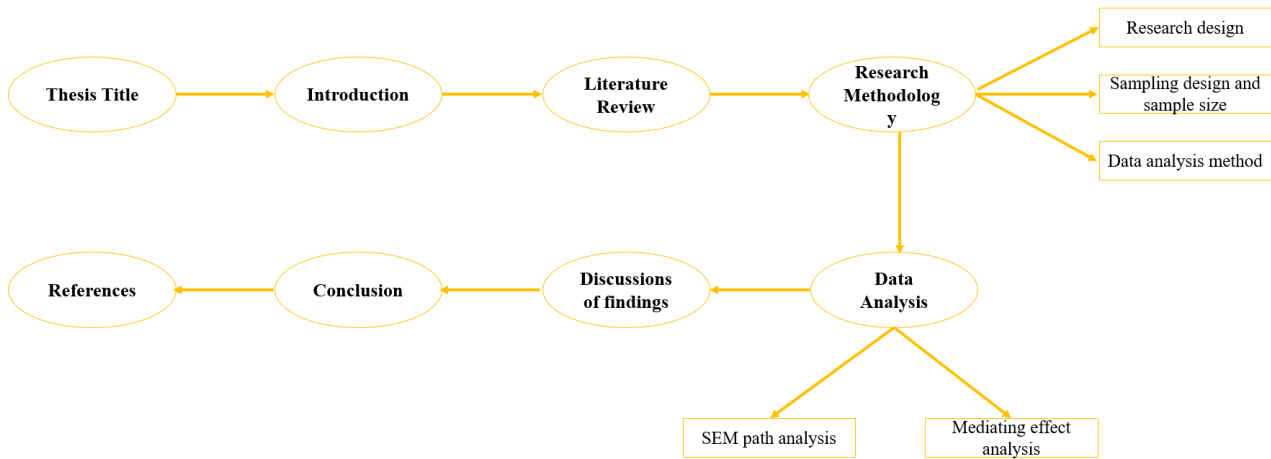 Thesis Title
Introduction
Literature
Review
Research
Methodolog
y
Research design
Sampling design and
sample size
Data analysis method
References
Conclusion
Discussions
of findings
Data
Analysis
SEM path analysis
Mediating effect
analysis